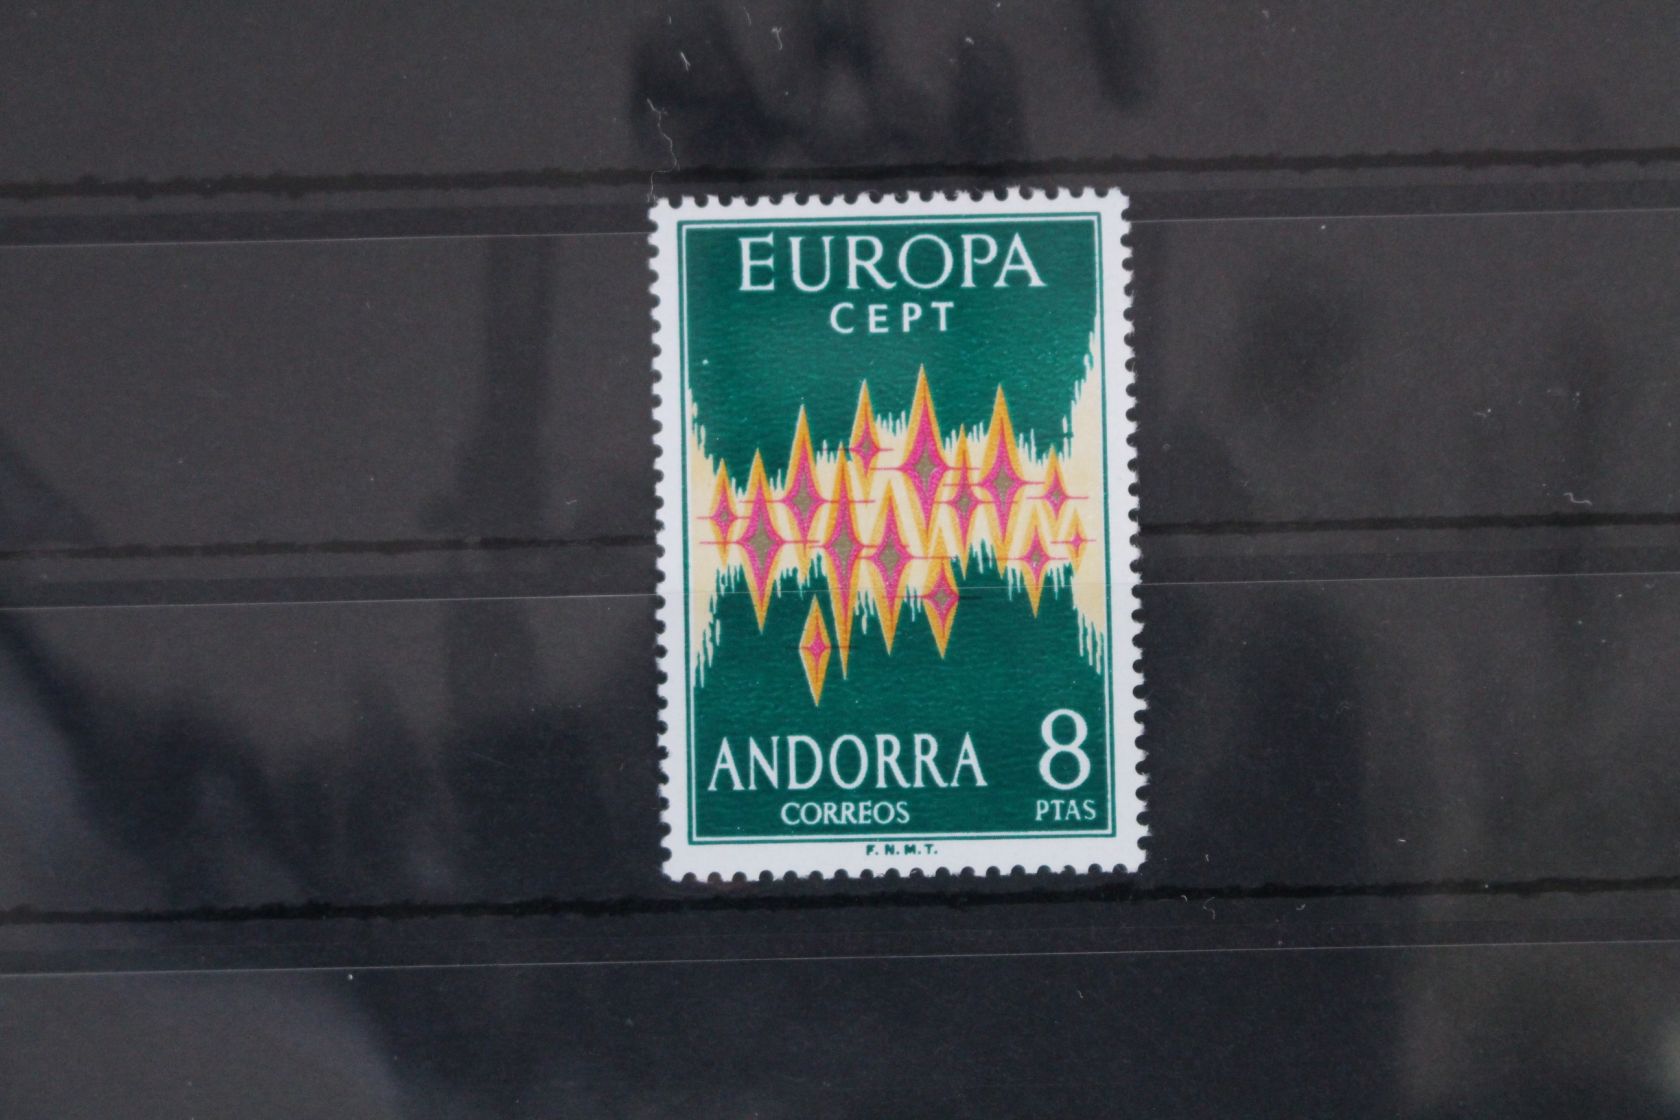 EUROPA
CEPT
ANDORRA 8
CORREOS PTAS
F. N. M. T.